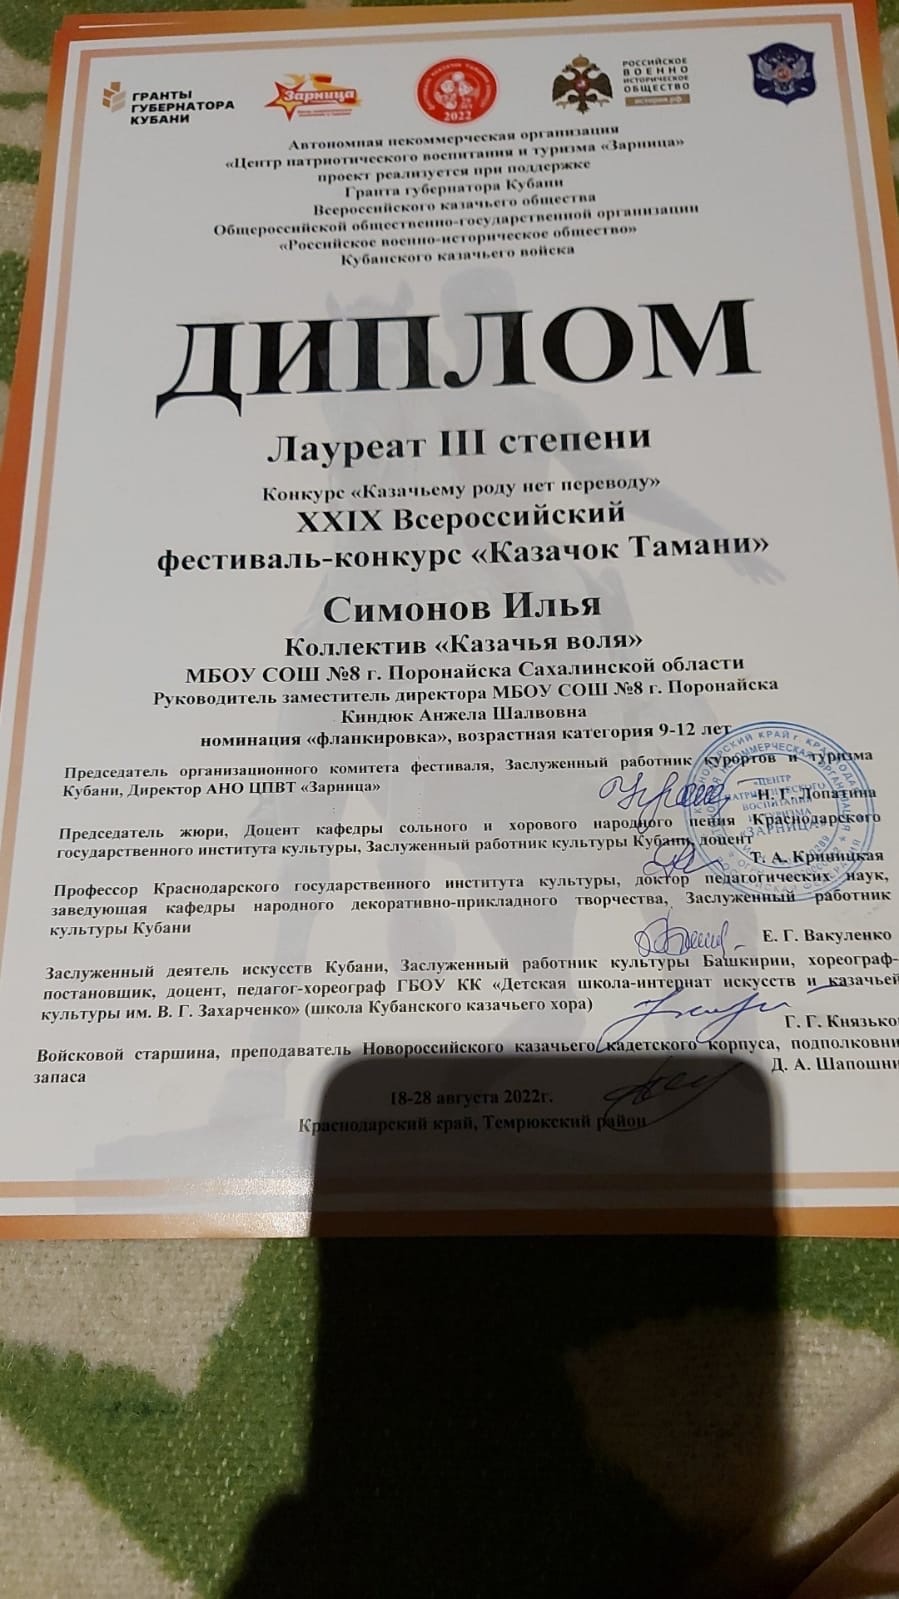 ГРАНТЫ
ГУБЕРНАТОРА
КУБАНИ
Зарница
2022
РОССИЙСКОЕ
ВОЕННО
ИСТОРИЧЕСКОЕ
ОБЩЕСТВО
история.рф
Автономная некоммерческая организация
«Центр патриотического воспитания и туризма «Зарница»
проект реализуется при поддержке
Гранта губернатора Кубани
Всероссийского казачьего общества
Общероссийской общественно-государственной организации
«Российское военно-историческое общество»
Кубанского казачьего войска
ДИПЛОМ
Лауреат III степени
Конкурс «Казачьему роду нет переводу»
XXIX Всероссийский
фестиваль-конкурс «Казачок Тамани»
Симонов Илья
Коллектив «Казачья воля»
МБОУ СОШ №8 г. Поронайска Сахалинской области
Руководитель заместитель директора МБОУ СОШ №8 г. Поронайска
Киндюк Анжела Шалвовна
номинация «фланкировка», возрастная категория 9-12 лет
Председатель организационного комитета фестиваля, Заслуженный работник курортов и туризма
Кубани, Директор АНО ЦПВТ «Зарница»
Н. Г. Лопатина
Председатель жюри, Доцент кафедры сольного и хорового народного пения Краснодарского
государственного института культуры, Заслуженный работник культуры Кубани, доцент
Т. А. Криницкая
Профессор Краснодарского государственного института культуры, доктор педагогических наук,
заведующая кафедры народного декоративно-прикладного творчества, Заслуженный работник
культуры Кубани
Е. Г. Вакуленко
Заслуженный деятель искусств Кубани, Заслуженный работник культуры Башкирии, хореограф-
постановщик, доцент, педагог-хореограф ГБОУ КК «Детская школа-интернат искусств и казачьей
культуры им. В. Г. Захарченко» (школа Кубанского казачьего хора)
Г. Г. Князько
Войсковой старшина, преподаватель Новороссийского казачьего кадетского корпуса, подполковни
запаса
Д. А. Шапошни
18-28 августа 2022г.
Краснодарский край, Темрюкский район
«ЦЕНТР
ПАТРИОТИЧЕСКОГО
ВОСПИТАНИЯ
И ТУРИЗМА
«ЗАРНИЦА»